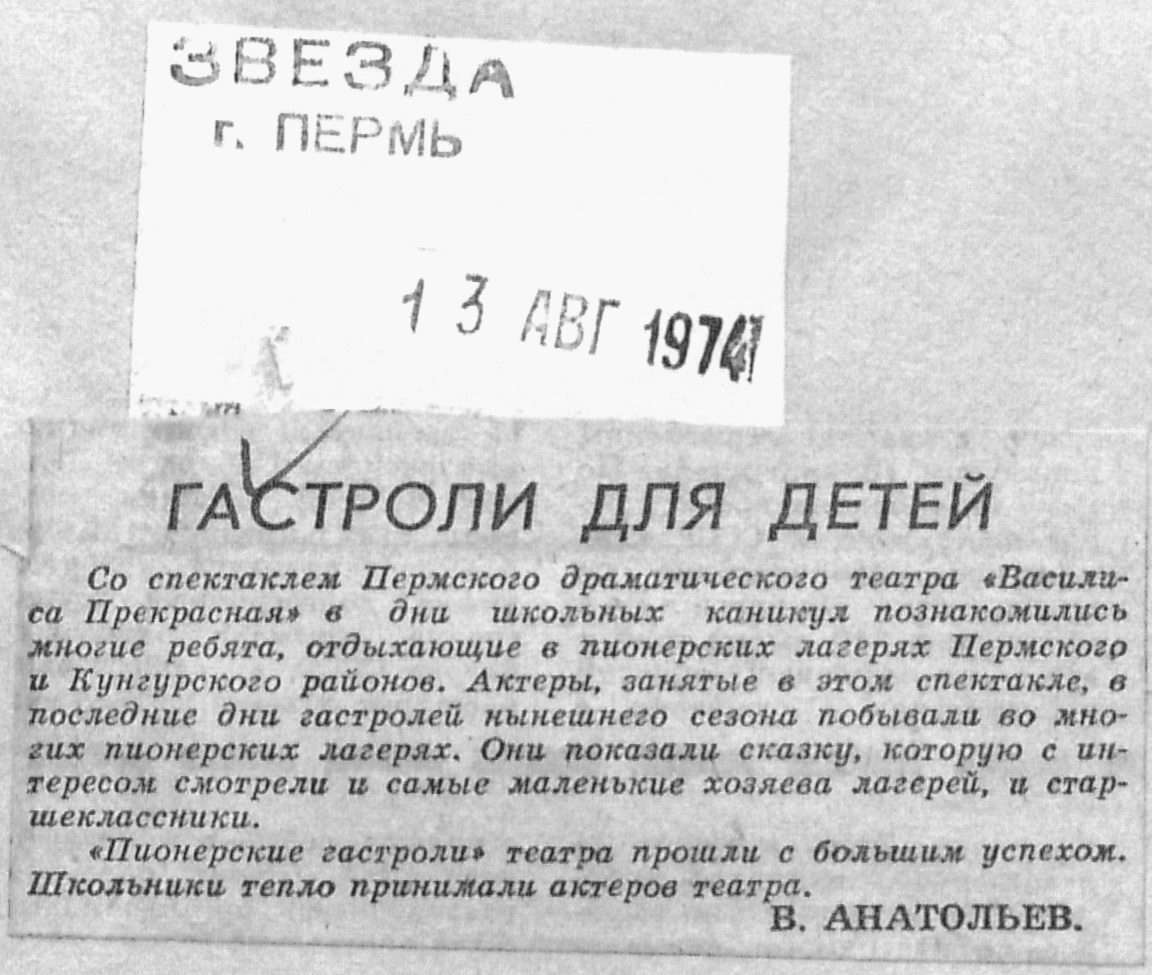 ЗВЕЗДА
г. ПЕРМЬ
13 АВГ 1974
ГАСТРОЛИ ДЛЯ ДЕТЕЙ
Со спектаклем Пермского драматического театра «Васили-
са Прекрасная» в дни школьных каникул познакомились
многие ребята, отдыхающие в пионерских лагерях Пермского
и Кунгурского районов. Актеры, занятые в этом спектакле, в
последние дни гастролей нынешнего сезона побывали во мно-
гих пионерских лагерях. Они показали сказку, которую с ин-
тересом смотрели и самые маленькие хозяева лагерей, и стар-
шеклассники.
«Пионерские гастроли» театра прошли с большим успехом.
Школьники тепло принимали актеров театра.
В. АНАТОЛЬЕВ.